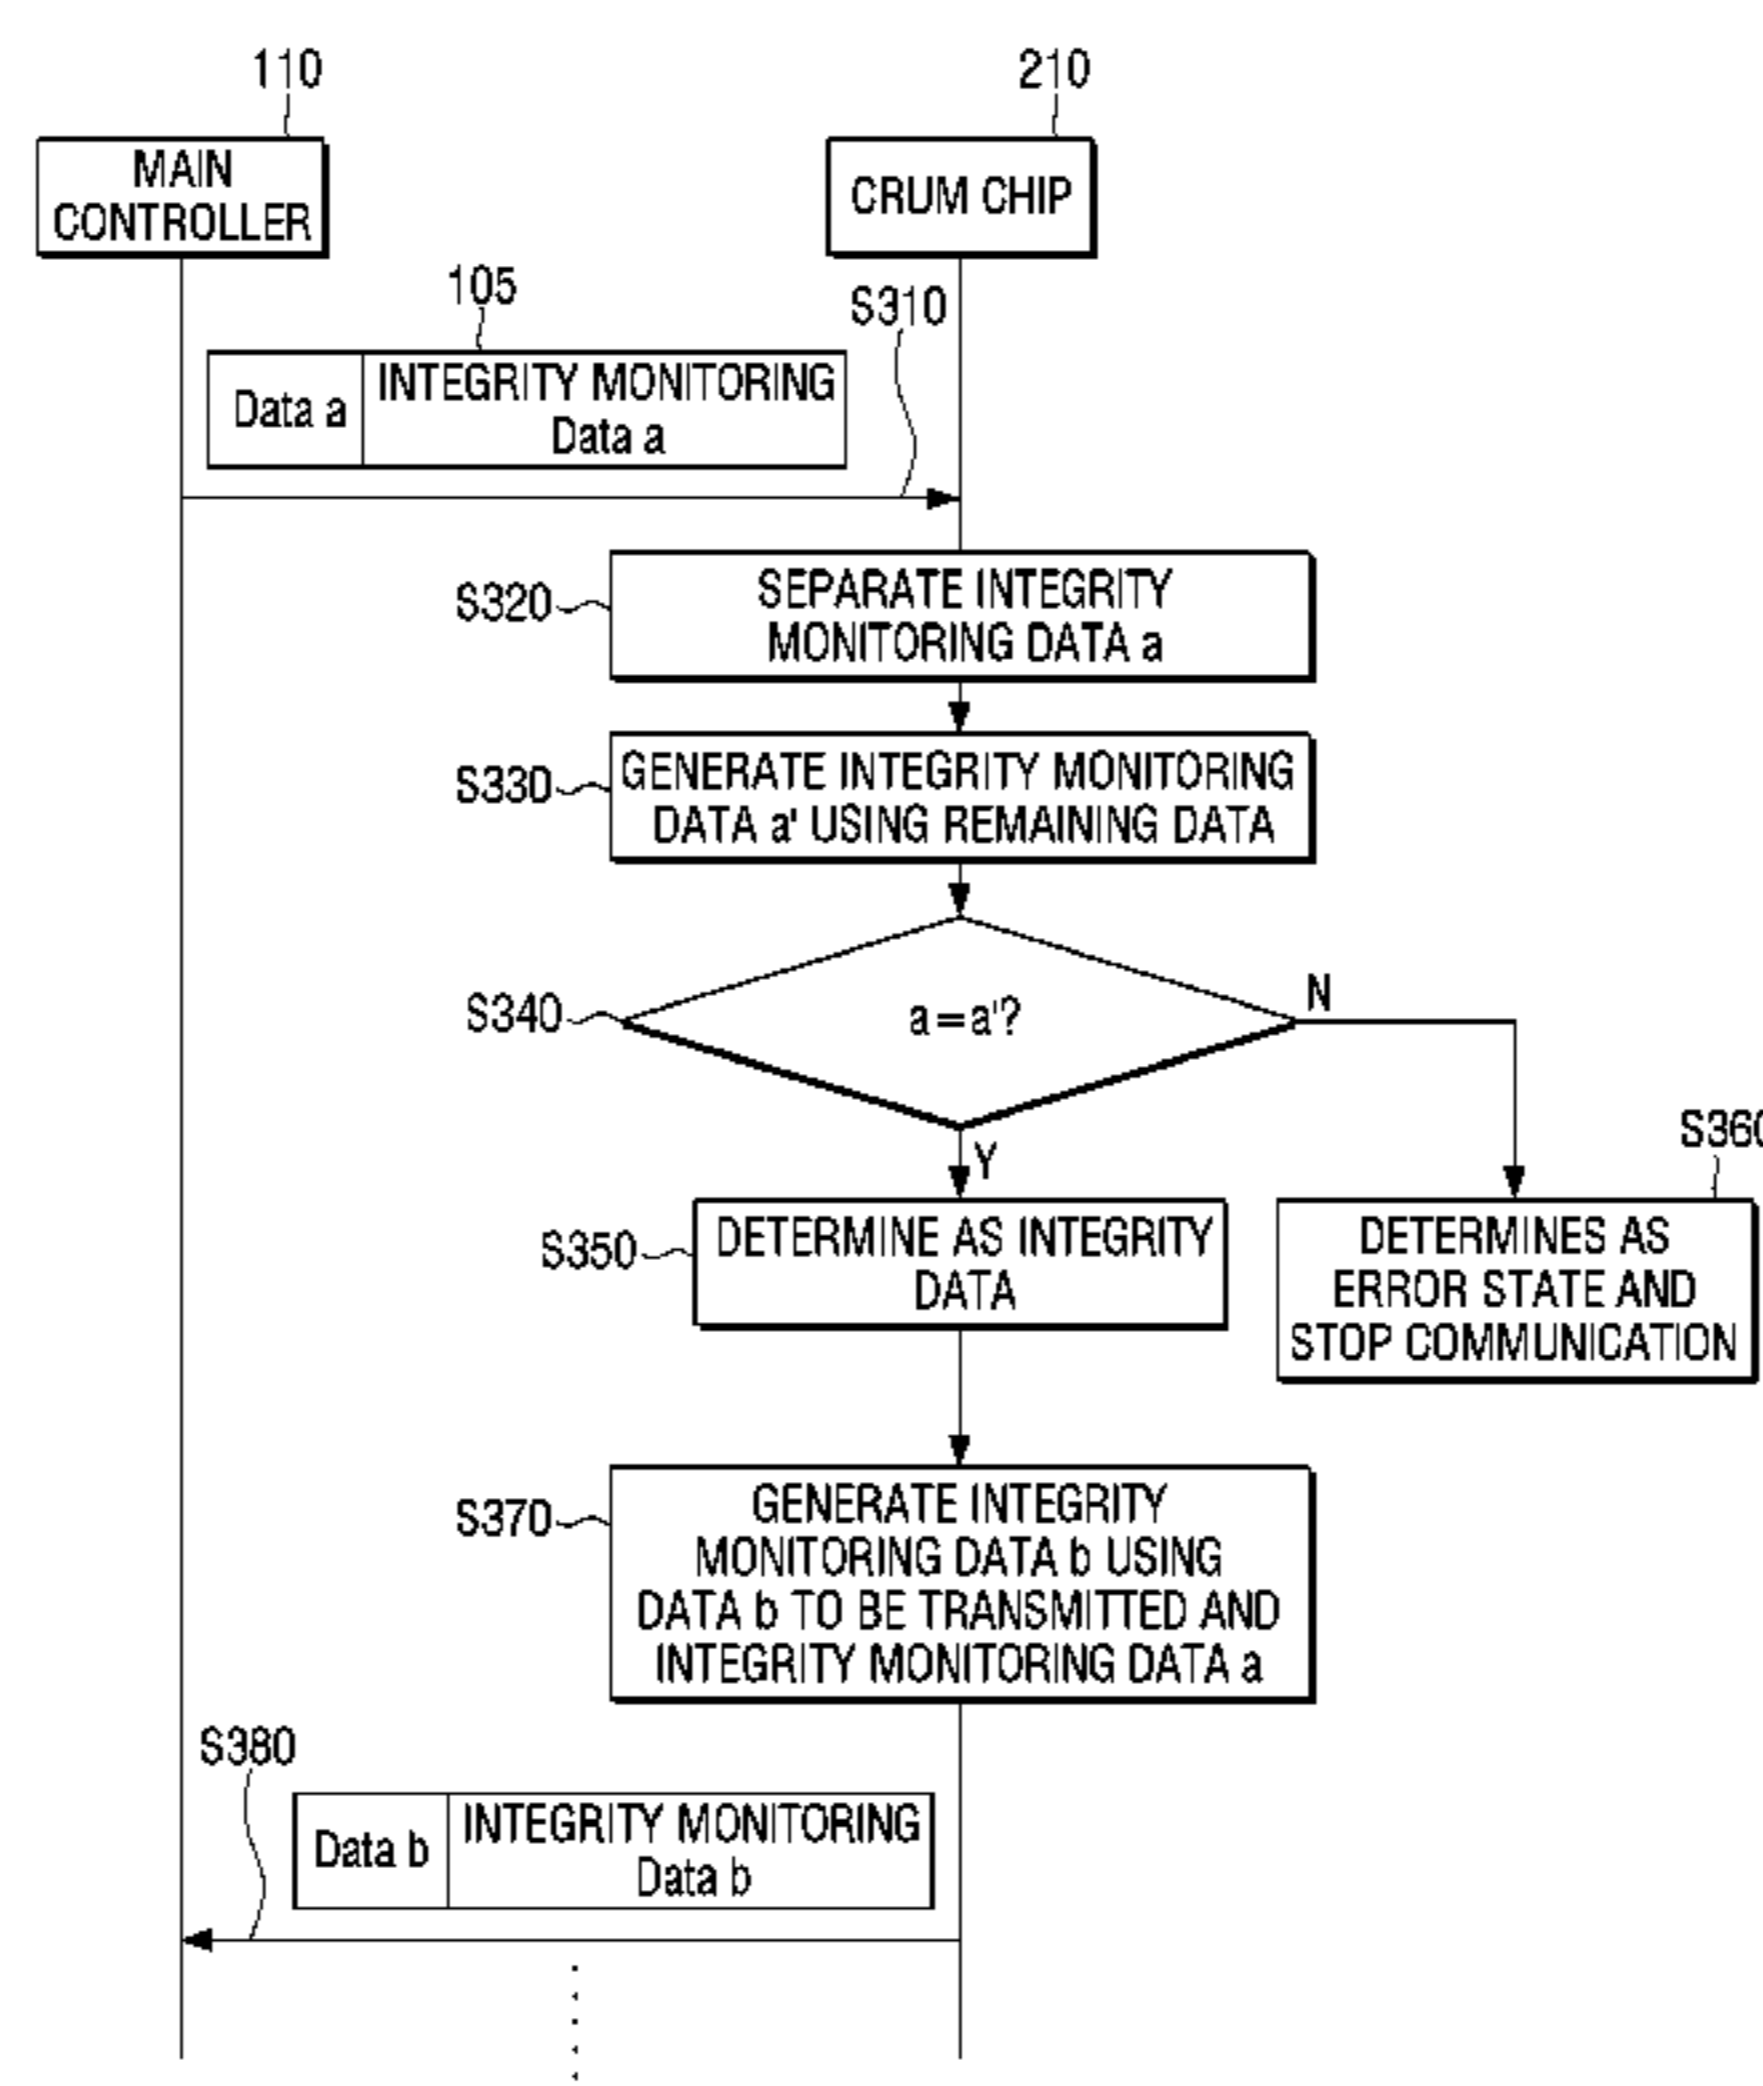 110
210
MAIN
CONTROLLER
CRUM CHIP
105
S310
Data a
INTEGRITY MONITORING
Data a
S320
SEPARATE INTEGRITY
MONITORING DATA a
S330
GENERATE INTEGRITY MONITORING
DATA a' USING REMAINING DATA
S340
a=a'?
N
Y
S360
S350
DETERMINE AS INTEGRITY
DATA
DETERMINES AS
ERROR STATE AND
STOP COMMUNICATION
S370
GENERATE INTEGRITY
MONITORING DATA b USING
DATA b TO BE TRANSMITTED AND
INTEGRITY MONITORING DATA a
S380
Data b
INTEGRITY MONITORING
Data b